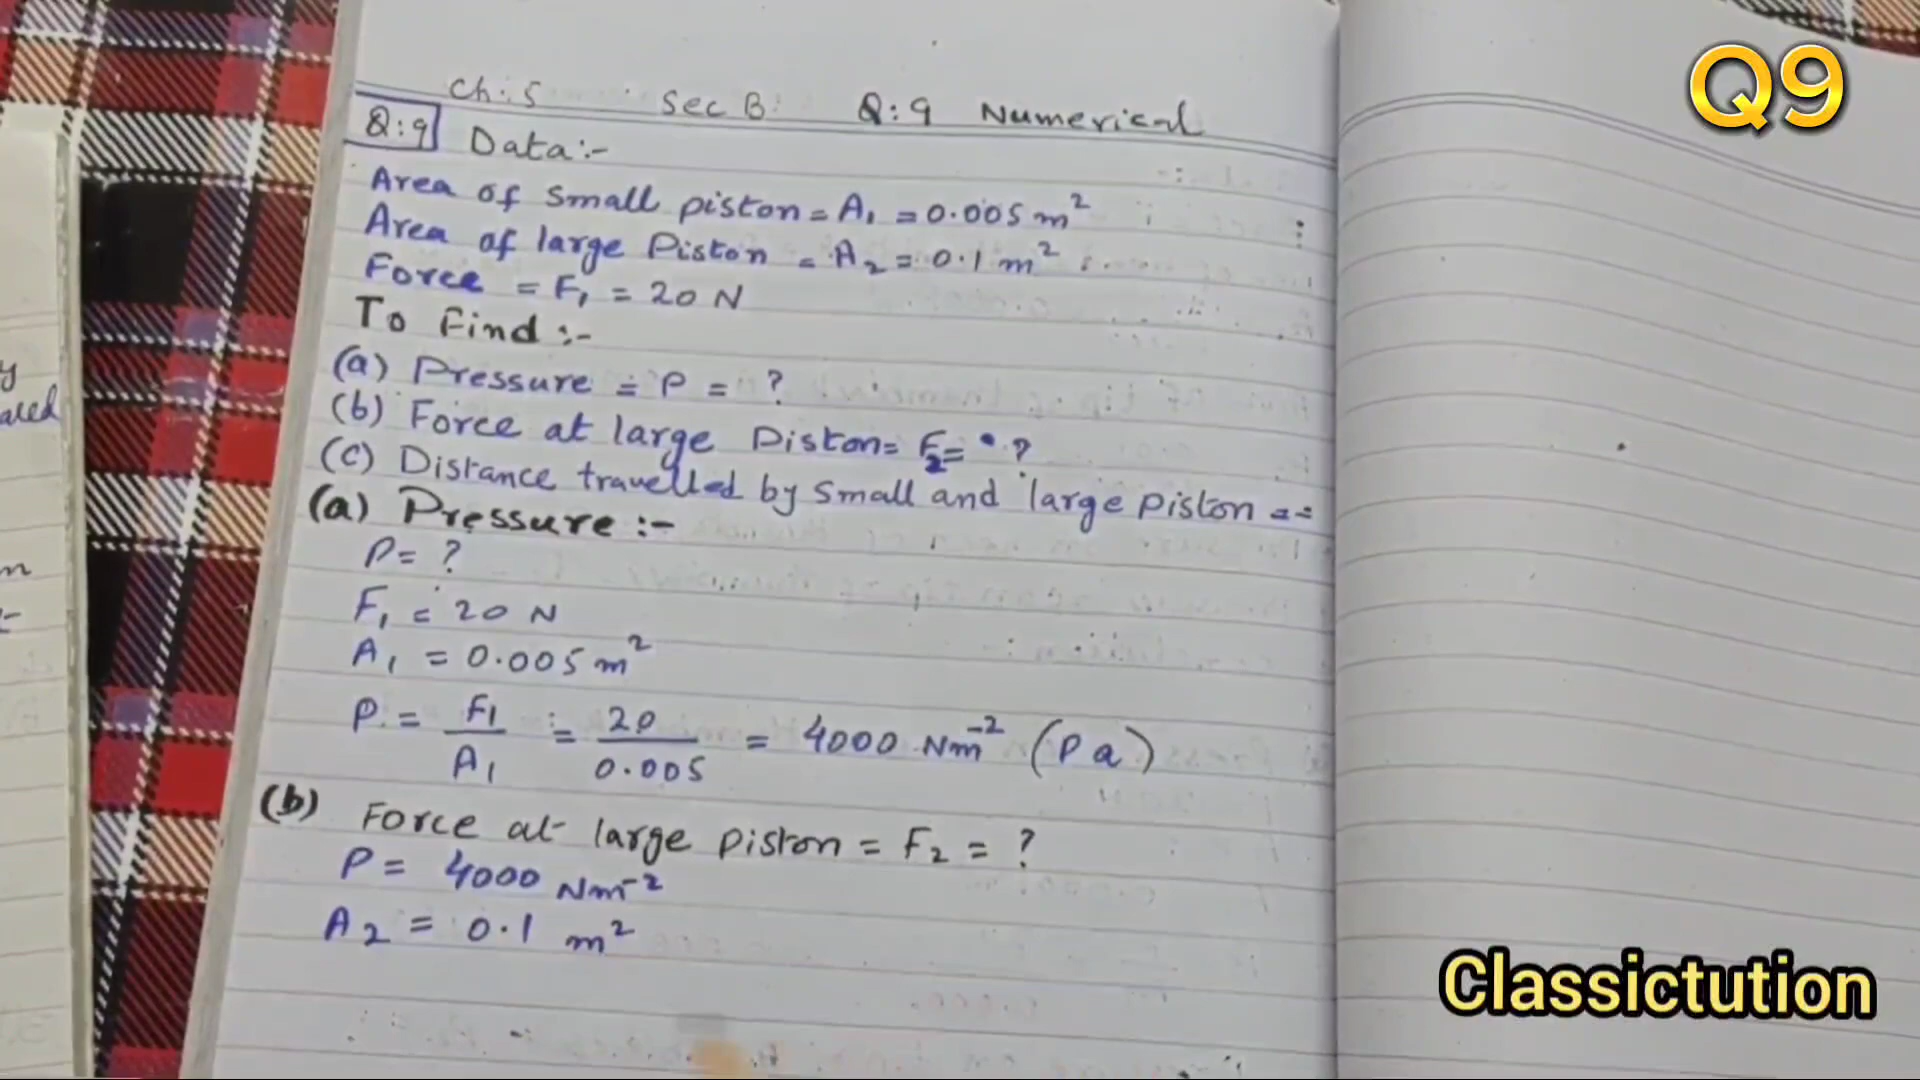 Q9
Ch:5 Sec B: Q:9 Numerical
Q:9 Data:-
Area of small piston = A₁ = 0.005 m²
Area of large Piston = A₂ = 0.1 m²
Force = F₁ = 20 N
To Find :-
(a) Pressure = P = ?
(b) Force at large Piston = F₂ = ?
(c) Distance travelled by small and large piston ==
(a) Pressure :-
P = ?
F₁ = 20 N
A₁ = 0.005 m²
P = F₁/A₁ = 20/0.005 = 4000 Nm⁻² (Pa)
(b) Force at large piston = F₂ = ?
P = 4000 Nm⁻²
A₂ = 0.1 m²
Classictution